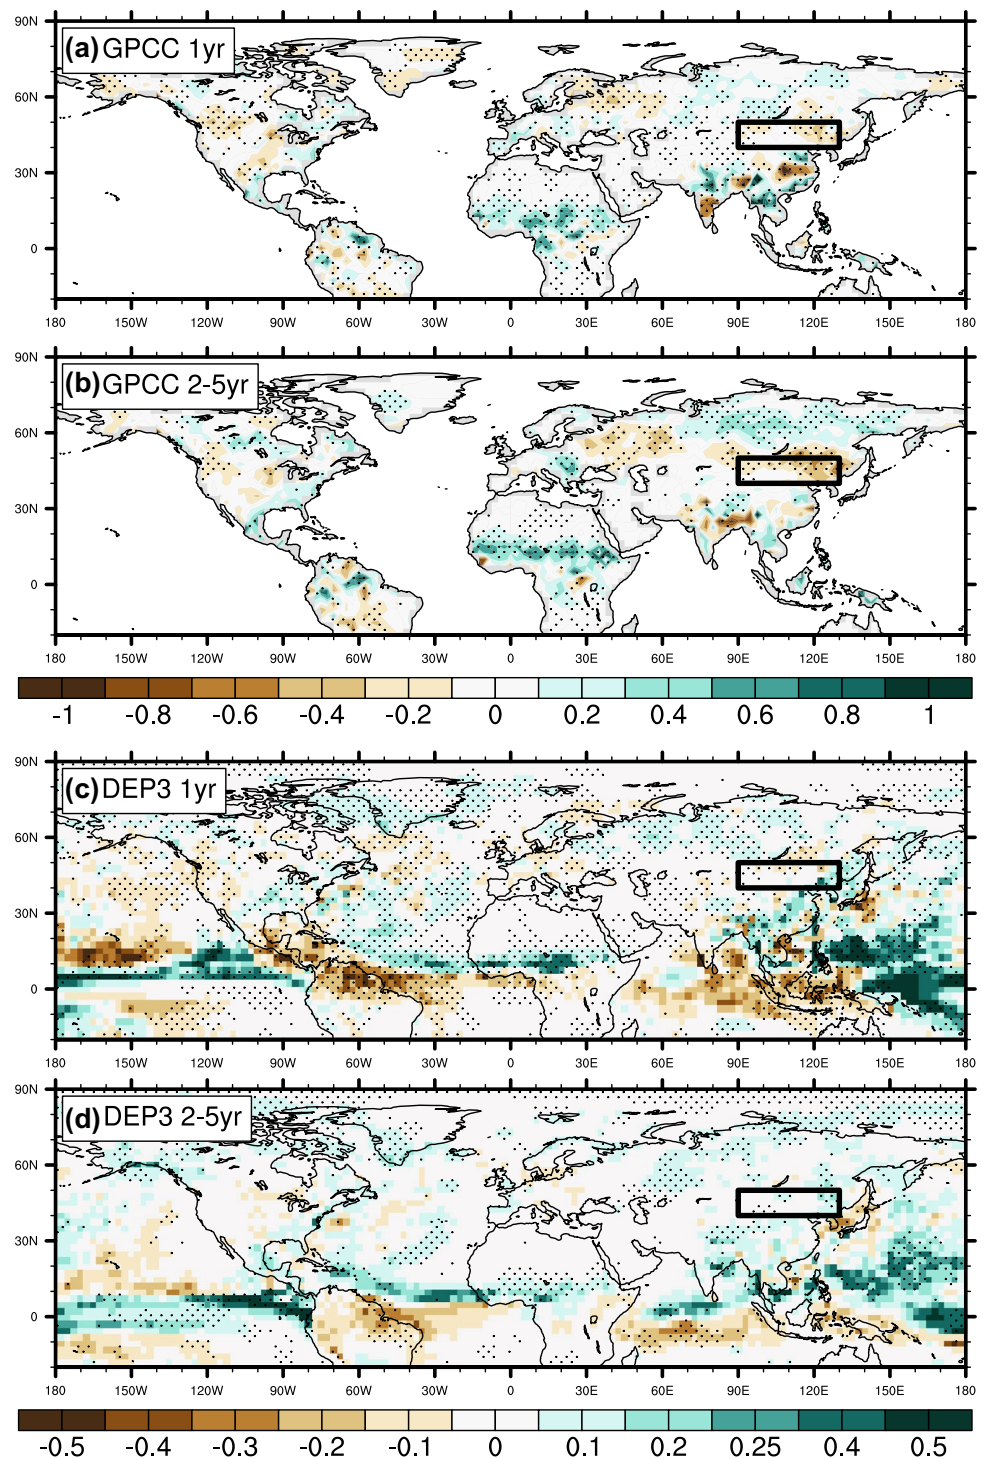 90N
(a) GPCC 1yr
60N
30N
0
180 150W 120W 90W 60W 30W 0 30E 60E 90E 120E 150E 180
90N
(b) GPCC 2-5yr
60N
30N
0
180 150W 120W 90W 60W 30W 0 30E 60E 90E 120E 150E 180
-1 -0.8 -0.6 -0.4 -0.2 0 0.2 0.4 0.6 0.8 1
90N
(c) DEP3 1yr
60N
30N
0
180 150W 120W 90W 60W 30W 0 30E 60E 90E 120E 150E 180
90N
(d) DEP3 2-5yr
60N
30N
0
180 150W 120W 90W 60W 30W 0 30E 60E 90E 120E 150E 180
-0.5 -0.4 -0.3 -0.2 -0.1 0 0.1 0.2 0.25 0.4 0.5